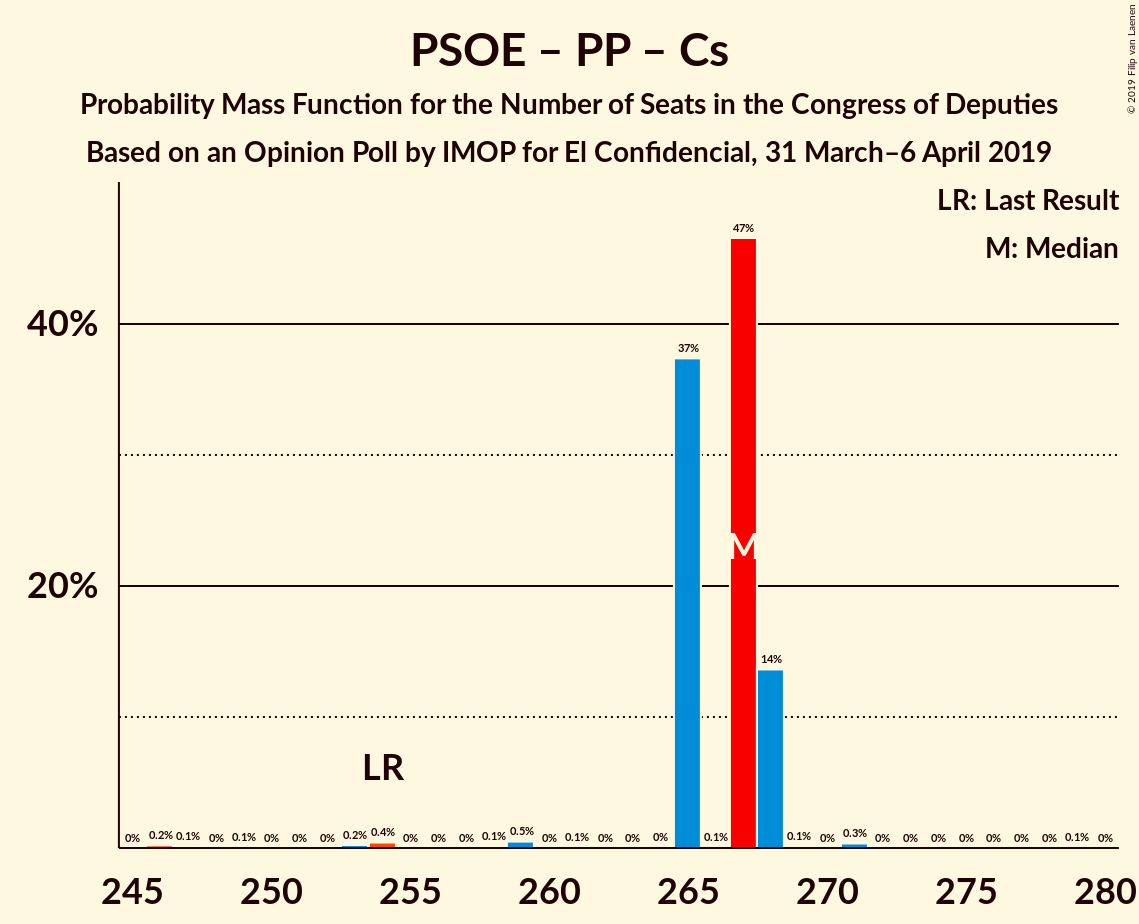 © 2019 Filip van Laenen
PSOE – PP – Cs
Probability Mass Function for the Number of Seats in the Congress of Deputies
Based on an Opinion Poll by IMOP for El Confidencial, 31 March–6 April 2019
LR: Last Result
M: Median
47%
40%
37%
M
20%
14%
LR
0% 0.2% 0.1% 0% 0.1% 0% 0% 0% 0.2% 0.4% 0% 0% 0% 0.1% 0.5% 0% 0.1% 0% 0% 0% 0.1% 0.1% 0% 0.3% 0% 0% 0% 0% 0% 0% 0% 0.1% 0%
245 250 255 260 265 270 275 280